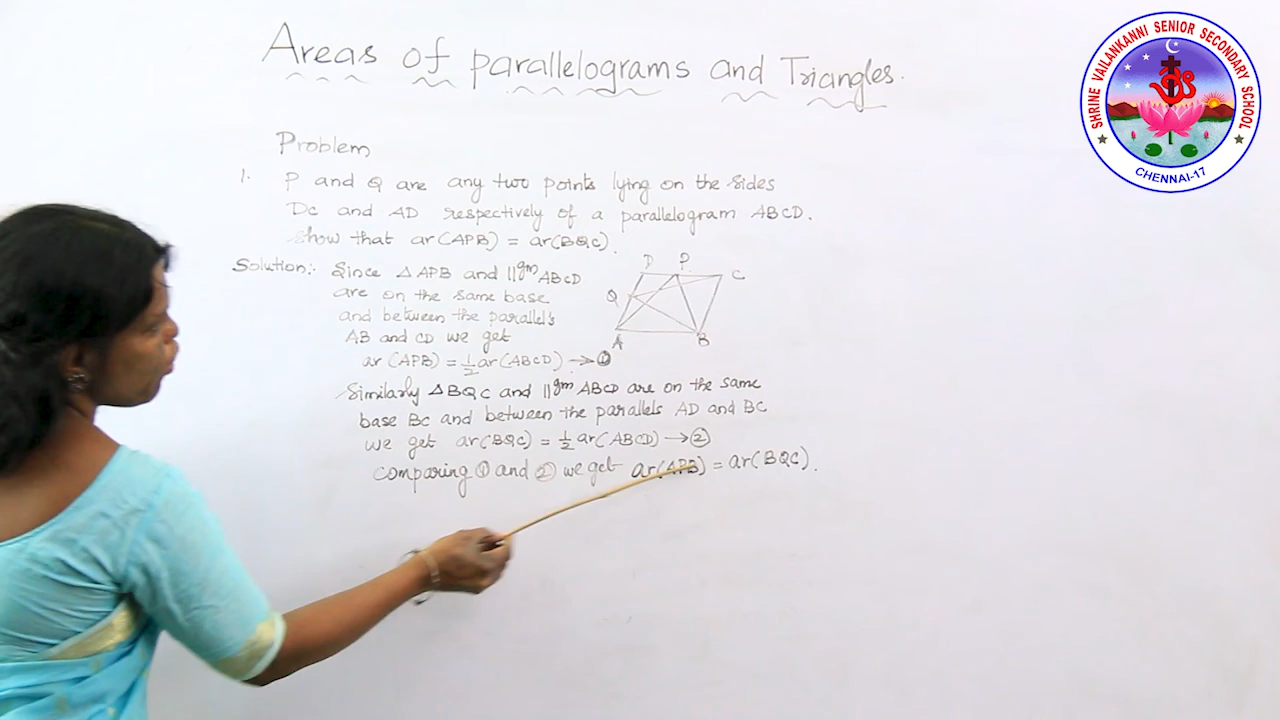 Areas of parallelograms and Triangles.
Problem
1. P and Q are any two points lying on the sides
DC and AD respectively of a parallelogram ABCD.
Show that ar(APB) = ar(BQC).
Solution:- Since △APB and ||gm ABCD
are on the same base
and between the parallels
AB and CD we get
ar (APB) = 1/2 ar(ABCD) → ①
Similarly △BQC and ||gm ABCD are on the same
base BC and between the parallels AD and BC
we get ar(BQC) = 1/2 ar(ABCD) → ②
comparing ① and ② we get ar(APB) = ar(BQC).
D P C
Q
A B
SHRINE VAILANKANNI SENIOR SECONDARY SCHOOL
CHENNAI-17